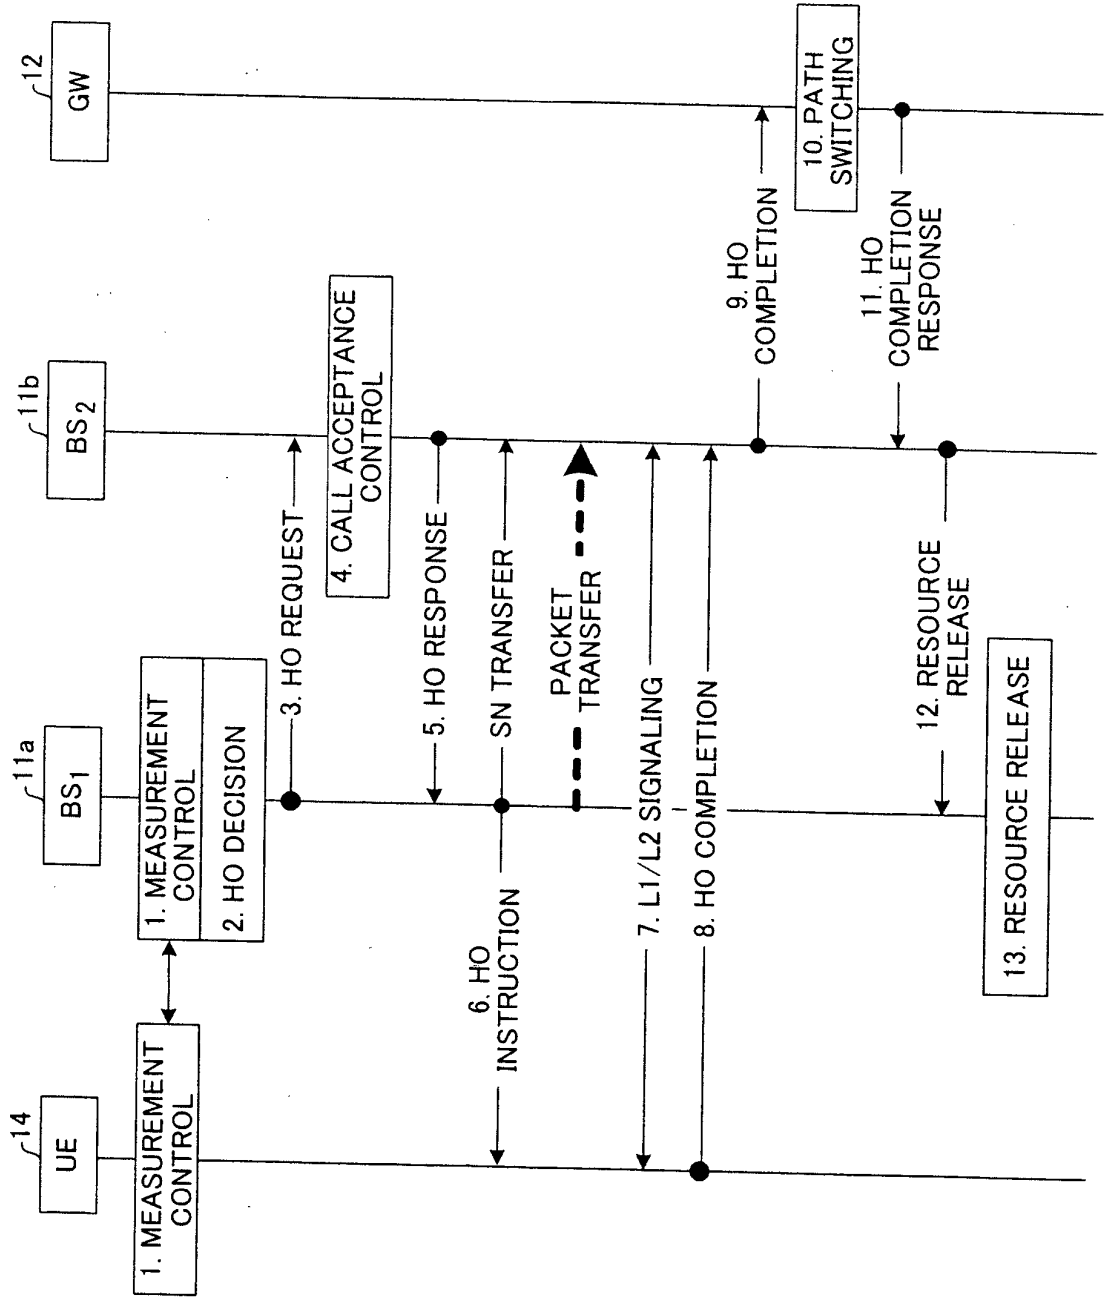 14
UE
11a
BS1
11b
BS2
12
GW
1. MEASUREMENT
CONTROL
1. MEASUREMENT
CONTROL
2. HO DECISION
3. HO REQUEST
4. CALL ACCEPTANCE
CONTROL
5. HO RESPONSE
6. HO
INSTRUCTION
SN TRANSFER
PACKET
TRANSFER
7. L1/L2 SIGNALING
8. HO COMPLETION
9. HO
COMPLETION
10. PATH
SWITCHING
11. HO
COMPLETION
RESPONSE
12. RESOURCE
RELEASE
13. RESOURCE RELEASE